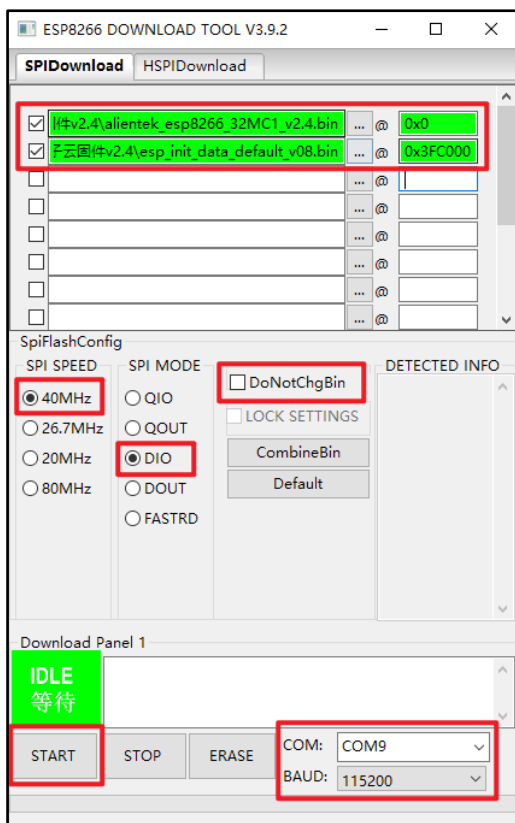 ESP8266 DOWNLOAD TOOL V3.9.2
SPIDownload HSPIDownload
件v2.4\alientek_esp8266_32MC1_v2.4.bin ... @ 0x0
子云固件v2.4\esp_init_data_default_v08.bin ... @ 0x3FC000
... @
... @
... @
... @
... @
... @
SpiFlashConfig
SPI SPEED
40MHz
26.7MHz
20MHz
80MHz
SPI MODE
QIO
QOUT
DIO
DOUT
FASTRD
DoNotChgBin
LOCK SETTINGS
CombineBin
Default
DETECTED INFO
Download Panel 1
IDLE
等待
START STOP ERASE
COM: COM9
BAUD: 115200